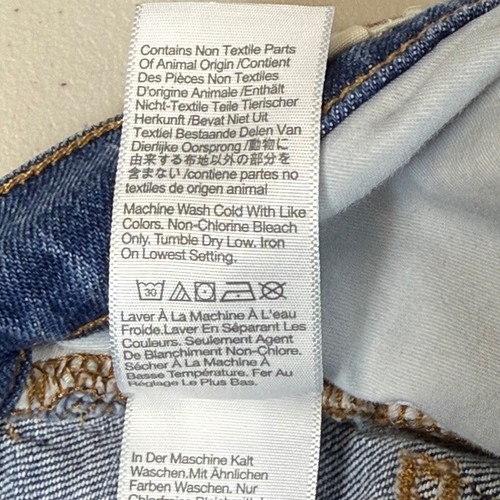 Contains Non Textile Parts
Of Animal Origin /Contient
Des Pièces Non Textiles
D'origine Animale /Enthält
Nicht-Textile Teile Tierischer
Herkunft /Bevat Niet Uit
Textiel Bestaande Delen Van
Dierlijke Oorsprong /動物に
由来する布地以外の部分を
含まない /contiene partes no
textiles de origen animal
Machine Wash Cold With Like
Colors. Non-Chlorine Bleach
Only. Tumble Dry Low. Iron
On Lowest Setting.
30
Laver À La Machine À L'eau
Froide.Laver En Séparant Les
Couleurs. Seulement Agent
De Blanchiment Non-Chlore.
Sécher À La Machine À
Basse Température. Fer Au
Réglage Le Plus Bas.
In Der Maschine Kalt
Waschen.Mit Ähnlichen
Farben Waschen. Nur
Chlorfreies